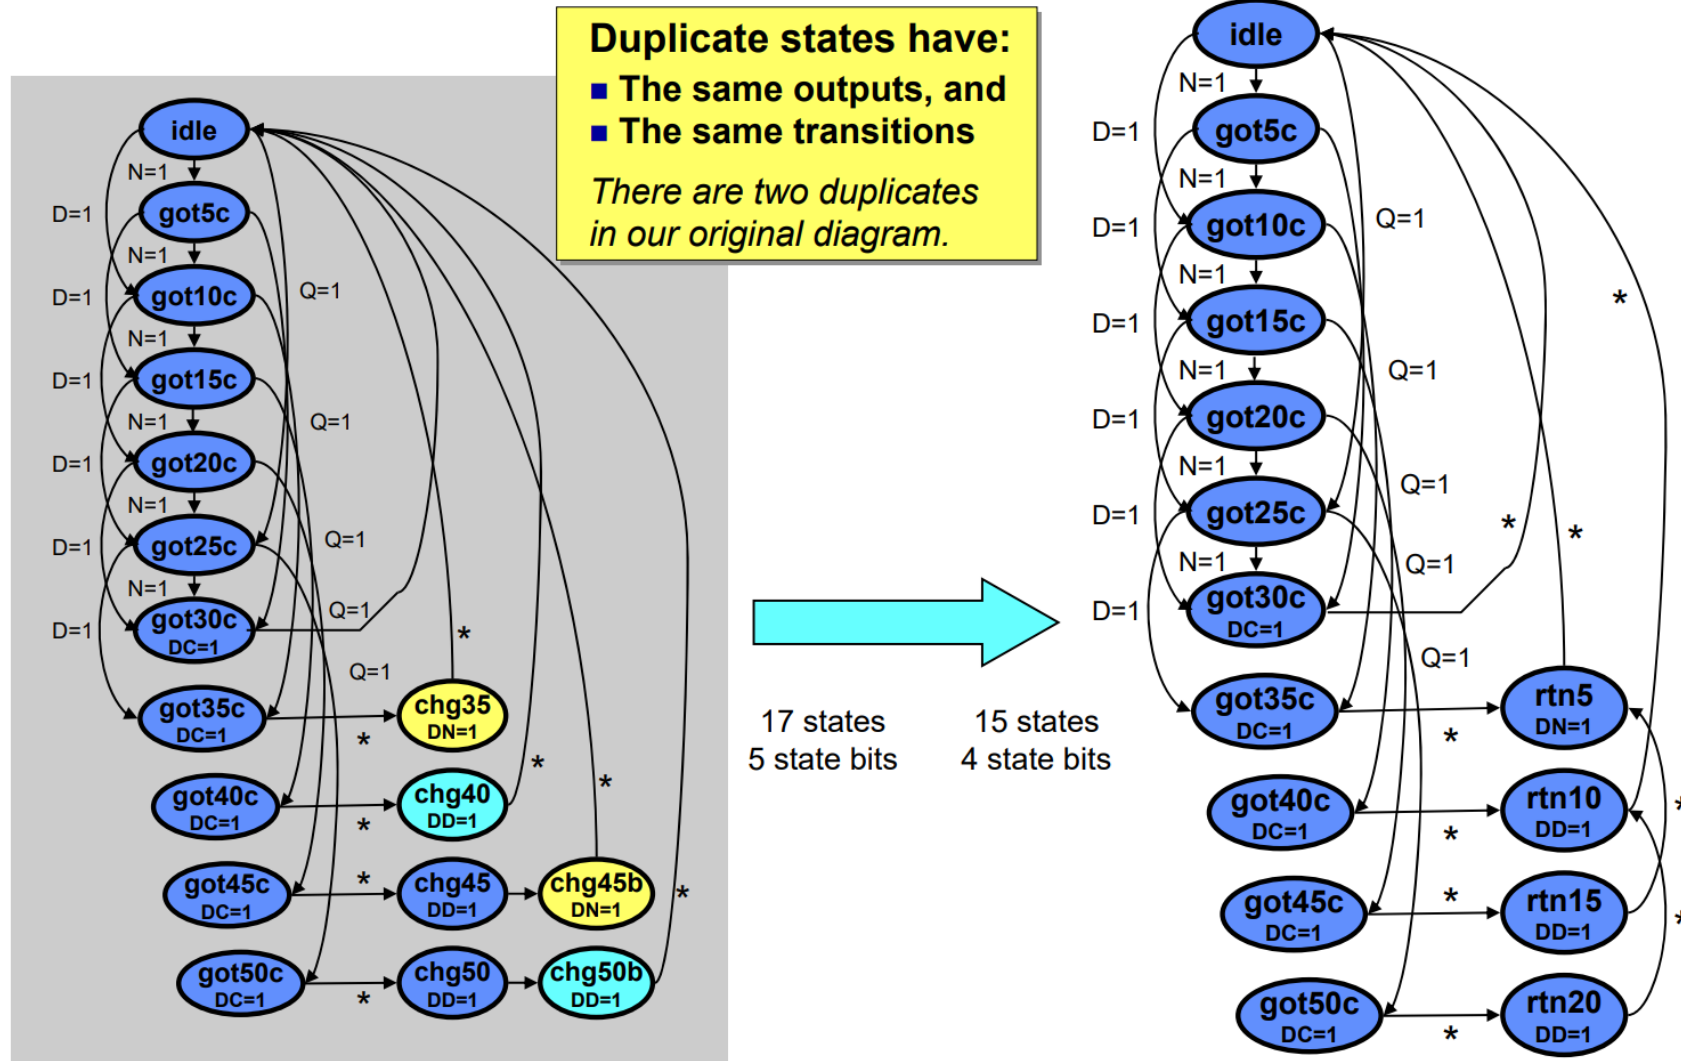 Duplicate states have:
■ The same outputs, and
■ The same transitions
There are two duplicates
in our original diagram.
idle
N=1
D=1
got5c
N=1
D=1
got10c
Q=1
N=1
D=1
got15c
N=1
Q=1
D=1
got20c
N=1
D=1
got25c
Q=1
N=1
D=1
got30c
DC=1
Q=1
*
Q=1
got35c
DC=1
*
chg35
DN=1
got40c
DC=1
*
chg40
DD=1
*
*
got45c
DC=1
*
chg45
DD=1
chg45b
DN=1
*
got50c
DC=1
*
chg50
DD=1
chg50b
DD=1
17 states
5 state bits
15 states
4 state bits
idle
N=1
D=1
got5c
N=1
D=1
got10c
Q=1
N=1
*
D=1
got15c
N=1
Q=1
D=1
got20c
N=1
Q=1
D=1
got25c
*
*
N=1
Q=1
D=1
got30c
DC=1
Q=1
got35c
DC=1
*
rtn5
DN=1
got40c
DC=1
*
rtn10
DD=1
*
got45c
DC=1
*
rtn15
DD=1
*
got50c
DC=1
*
rtn20
DD=1